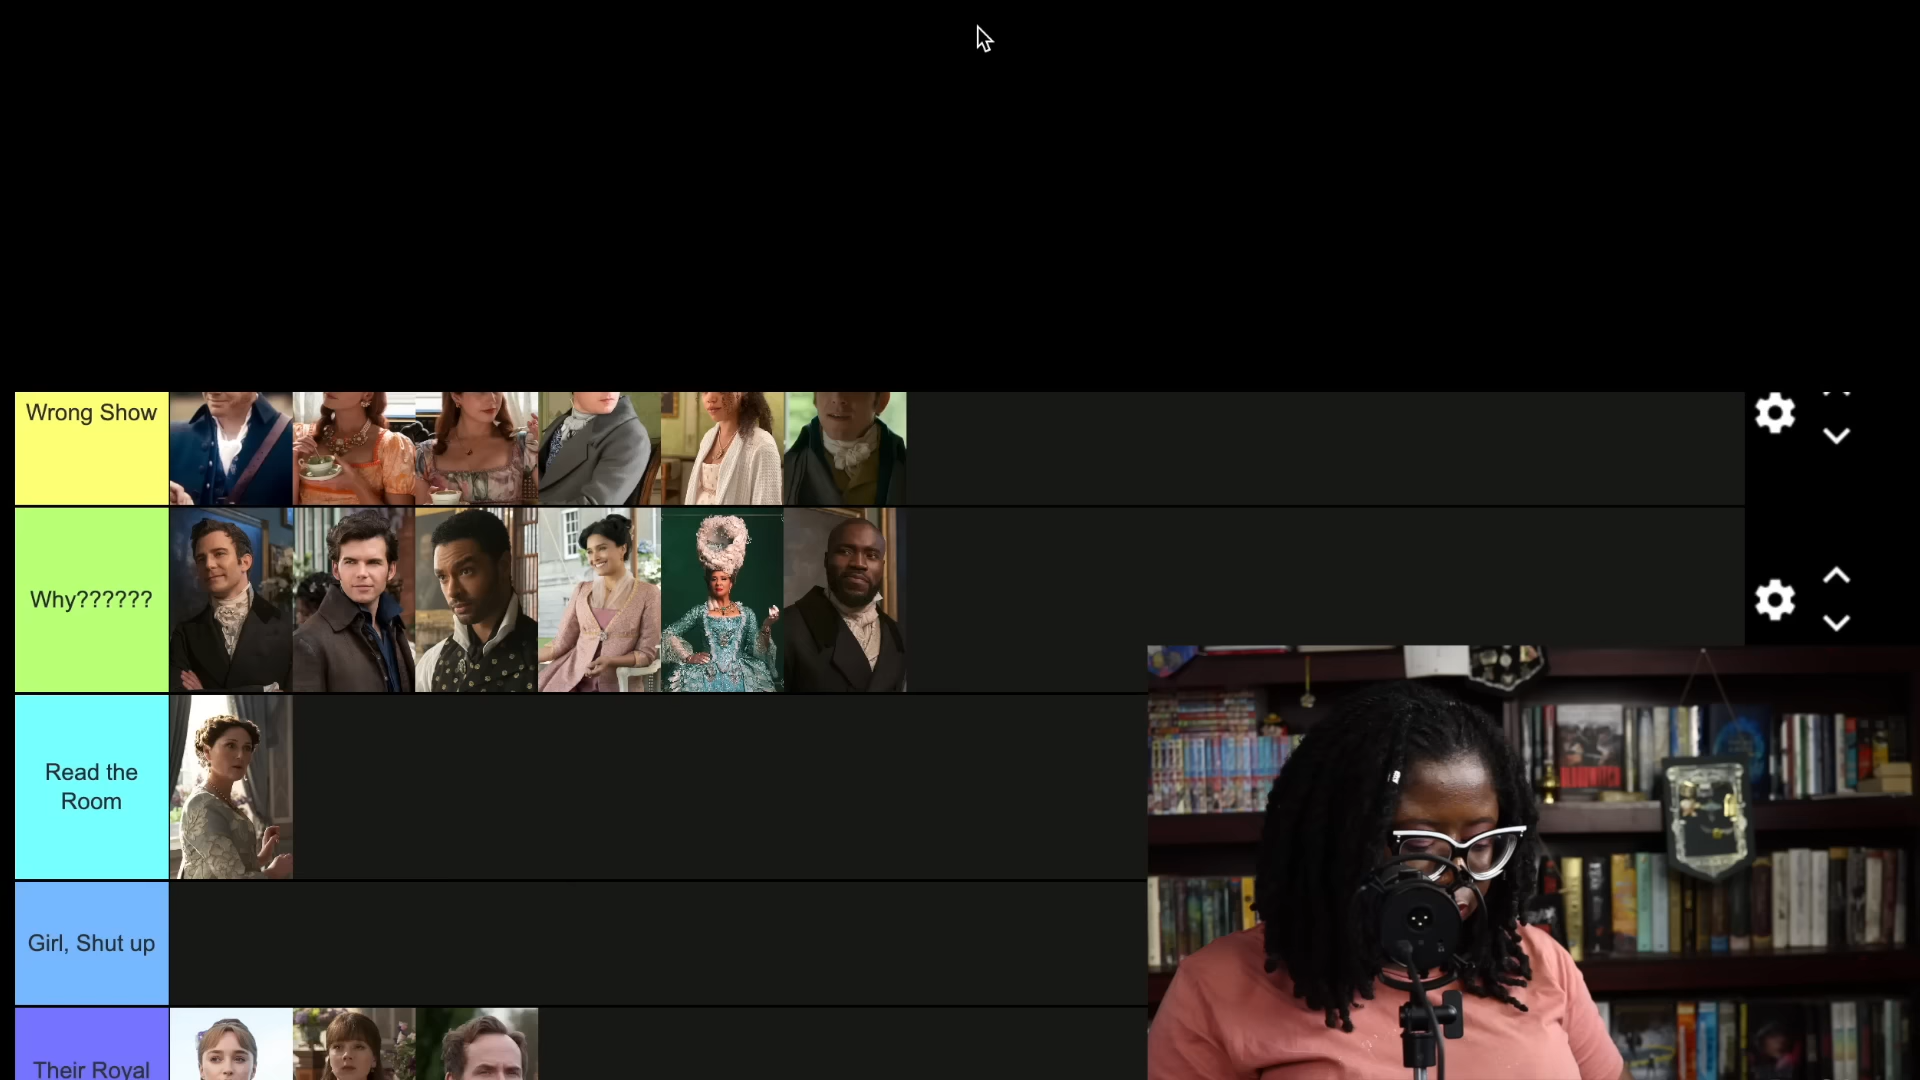 Wrong Show
Why??????
Read the
Room
Girl, Shut up
Their Royal